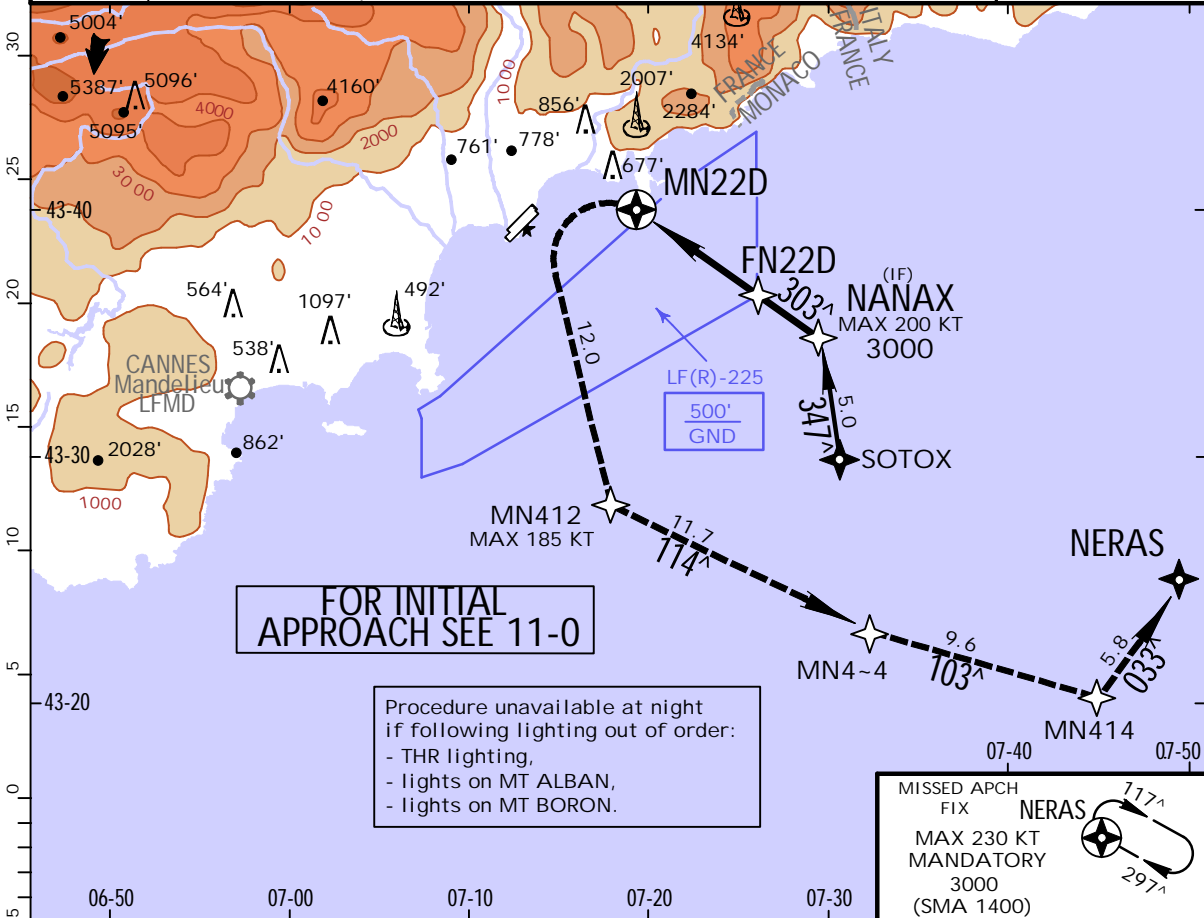 5004'
5387'
5096'
5095'
4000
3000
4160'
2000
1000
1000
4134'
2007'
856'
2284'
761'
778'
677'
ITALY
FRANCE
FRANCE
MONACO
30
25
20
15
10
5
0
5
43-40
43-30
43-20
MN22D
FN22D
303^
(IF)
NANAX
MAX 200 KT
3000
564'
1097'
492'
538'
CANNES
Mandelieu
LFMD
12.0
LF(R)-225
500'
GND
347^
5.0
SOTOX
2028'
862'
1000
MN412
MAX 185 KT
11.7
114^
NERAS
FOR INITIAL
APPROACH SEE 11-0
MN4~4
9.6
103^
5.8
033^
MN414
Procedure unavailable at night
if following lighting out of order:
- THR lighting,
- lights on MT ALBAN,
- lights on MT BORON.
07-40
07-50
MISSED APCH
FIX
NERAS
117^
297^
MAX 230 KT
MANDATORY
3000
(SMA 1400)
06-50
07-00
07-10
07-20
07-30